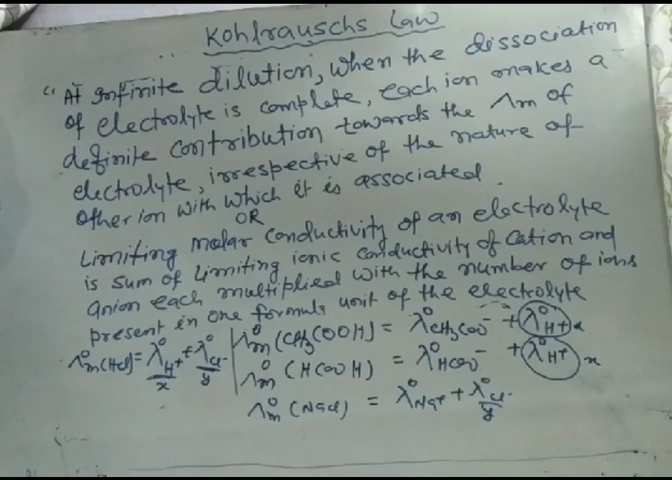 Kohlrauschs Law
"At Infinite dilution, when the dissociation
of electrolyte is complete, each ion makes a
definite contribution towards the Λm of
electrolyte, irrespective of the nature of
other ion with which it is associated.
OR
Limiting molar conductivity of an electrolyte
is sum of limiting ionic conductivity of cation and
anion each multiplied with the number of ions
present in one formula unit of the electrolyte
Λ°m(HCl) = λ°H+ + λ°Cl-
x y
Λ°m (CH3COOH) = λ°CH3COO- + λ°H+ x
Λ°m (HCOOH) = λ°HCOO- + λ°H+ x
Λ°m (NaCl) = λ°Na+ + λ°Cl-
y